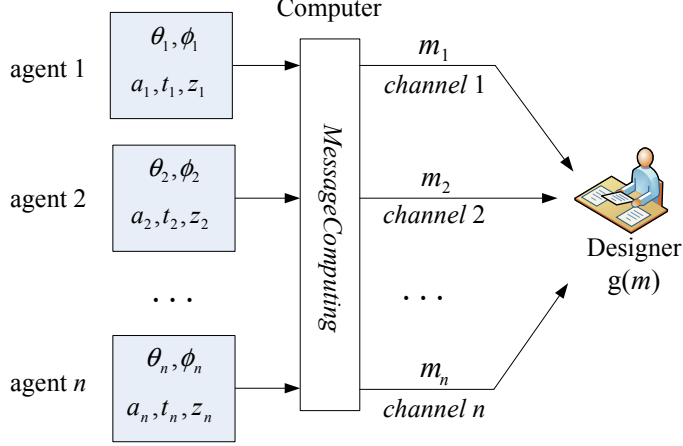 Computer
agent 1
θ₁,ϕ₁
a₁,t₁,z₁
m₁
channel 1
agent 2
θ₂,ϕ₂
a₂,t₂,z₂
MessageComputing
m₂
channel 2
Designer
g(m)
. . .
. . .
agent n
θₙ,ϕₙ
aₙ,tₙ,zₙ
mₙ
channel n